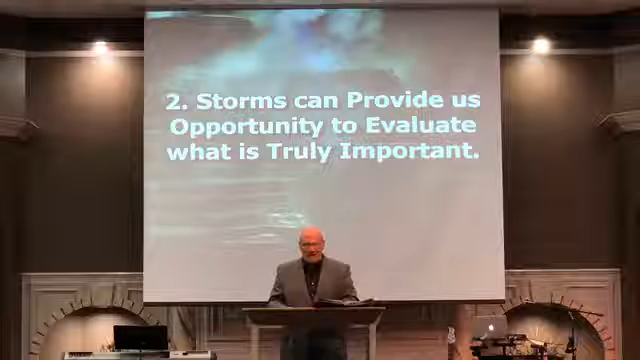 2. Storms can Provide us
Opportunity to Evaluate
what is Truly Important.